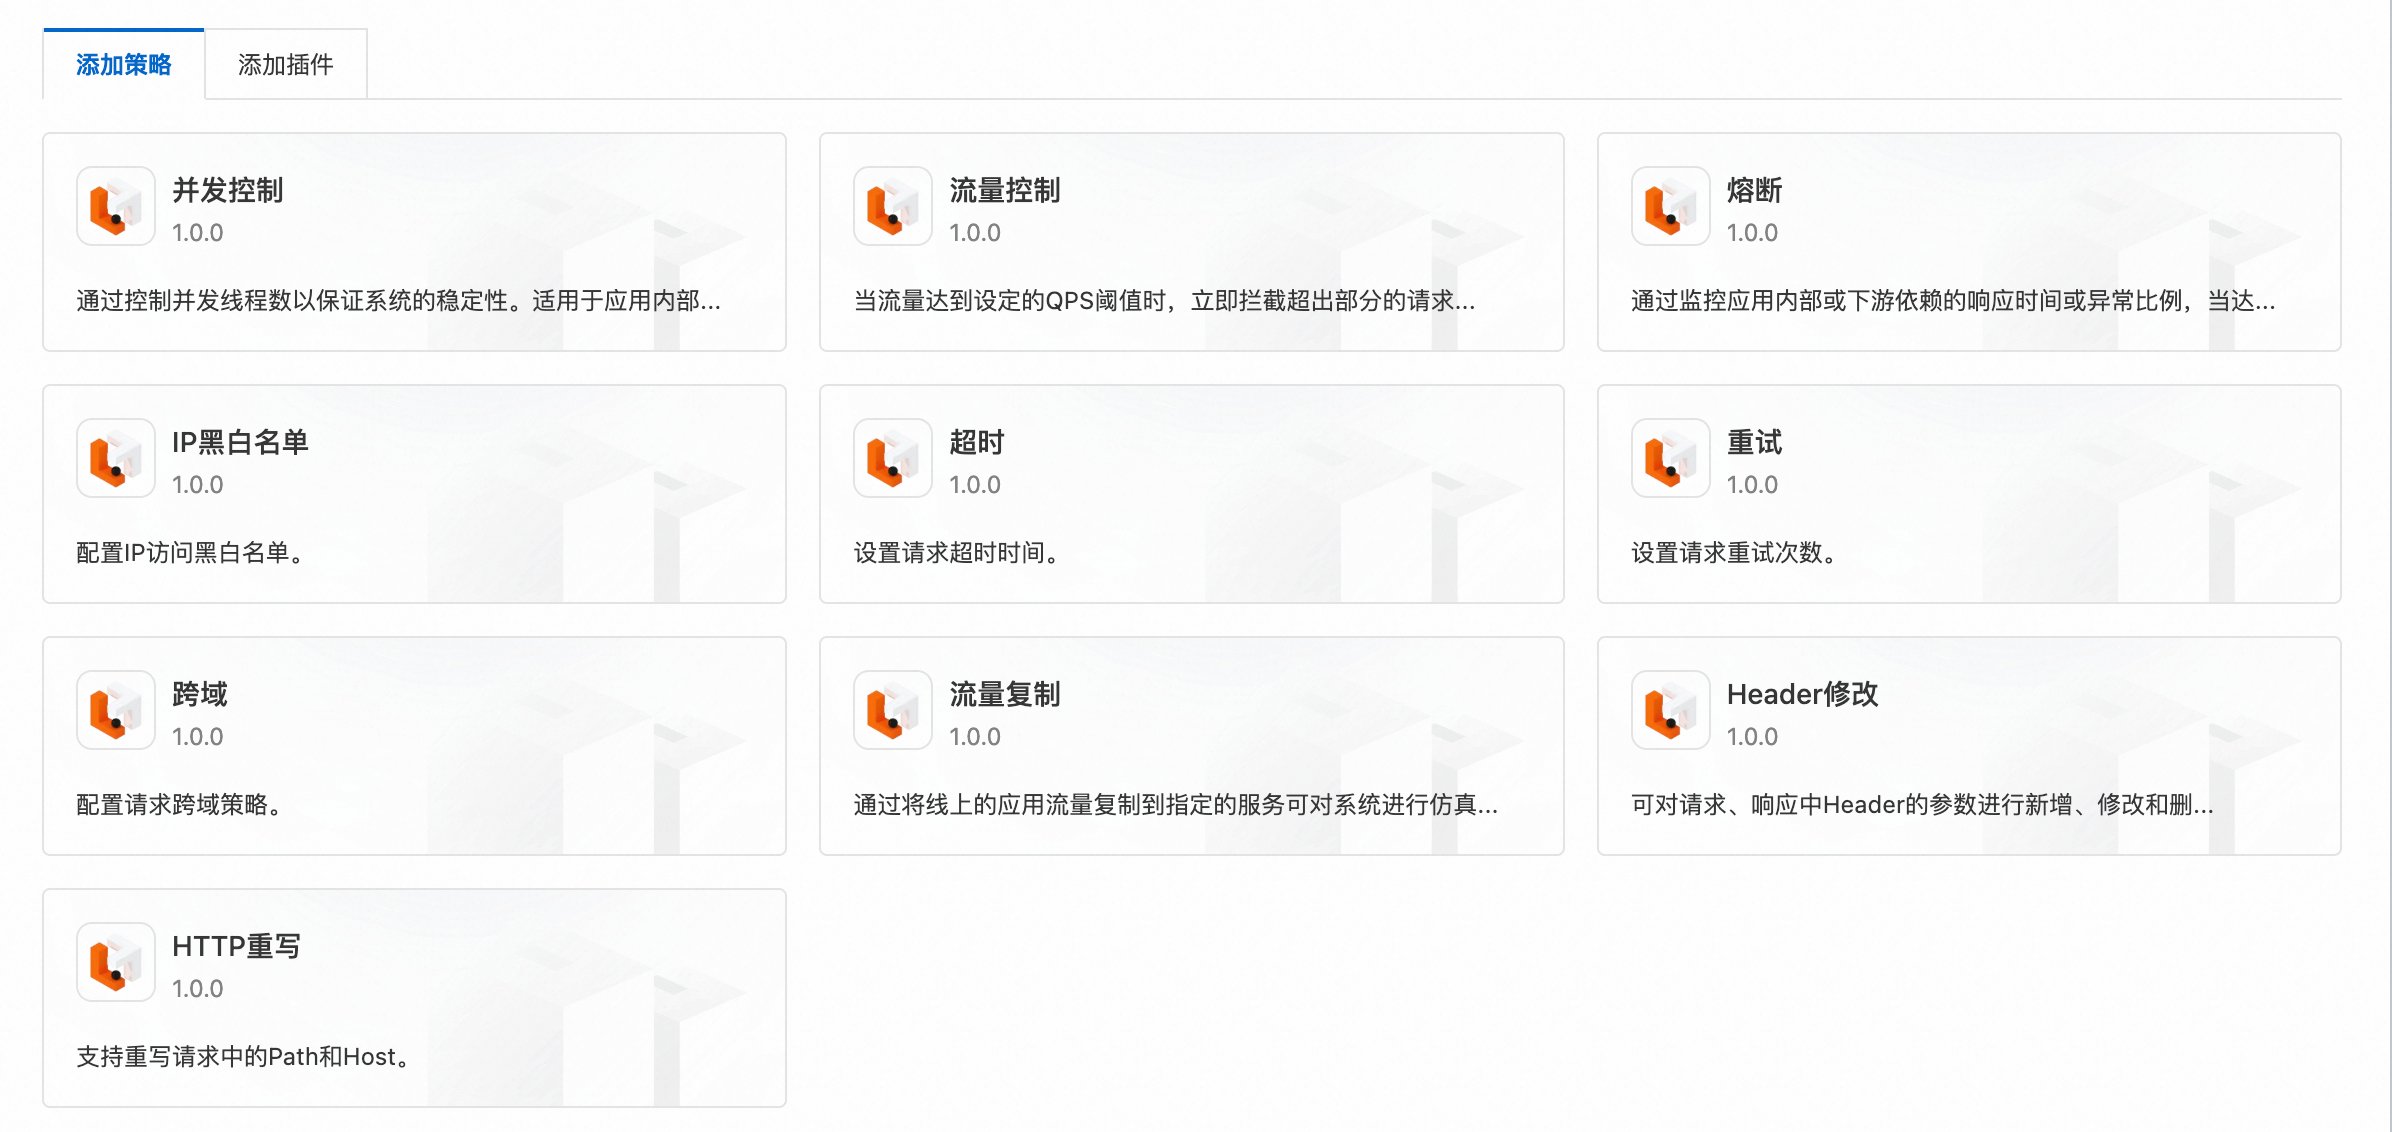 添加策略
添加插件
并发控制
1.0.0
通过控制并发线程数以保证系统的稳定性。适用于应用内部...
流量控制
1.0.0
当流量达到设定的QPS阈值时，立即拦截超出部分的请求...
熔断
1.0.0
通过监控应用内部或下游依赖的响应时间或异常比例，当达...
IP黑白名单
1.0.0
配置IP访问黑白名单。
超时
1.0.0
设置请求超时时间。
重试
1.0.0
设置请求重试次数。
跨域
1.0.0
配置请求跨域策略。
流量复制
1.0.0
通过将线上的应用流量复制到指定的服务可对系统进行仿真...
Header修改
1.0.0
可对请求、响应中Header的参数进行新增、修改和删...
HTTP重写
1.0.0
支持重写请求中的Path和Host。